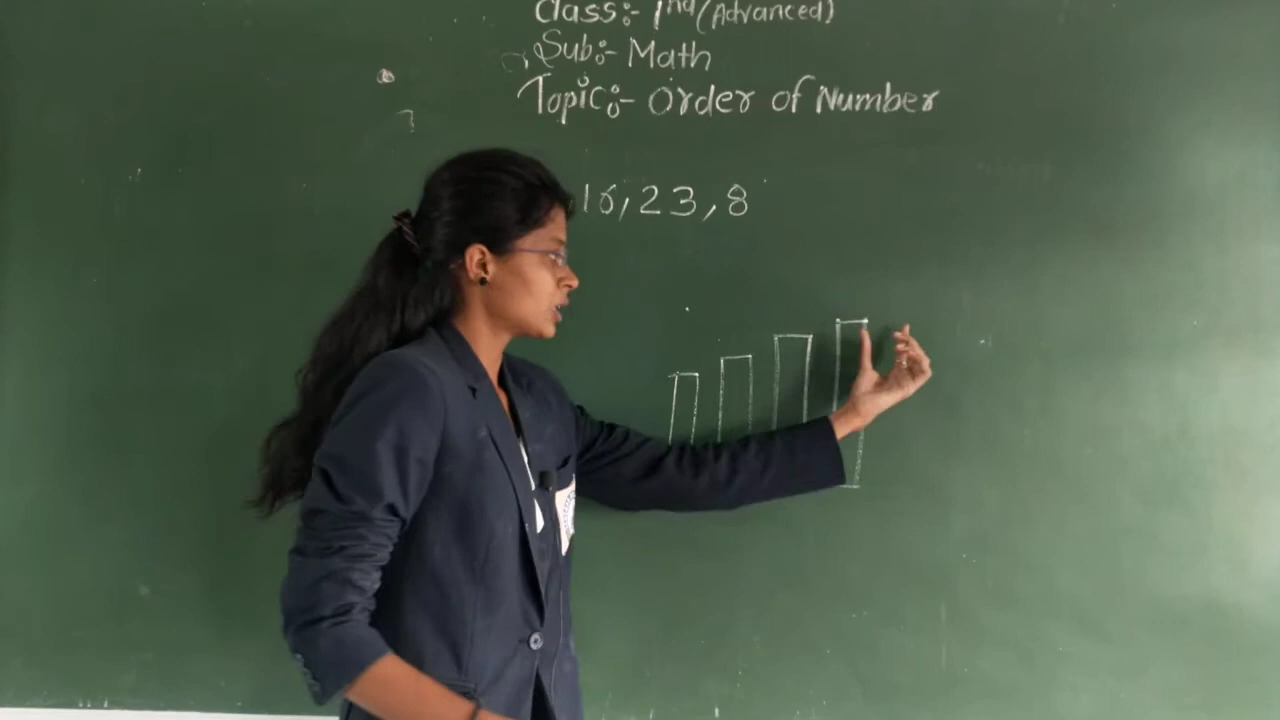 Class:- 1nd (Advanced)
Sub:- Math
Topic:- Order of Number
16, 23, 8